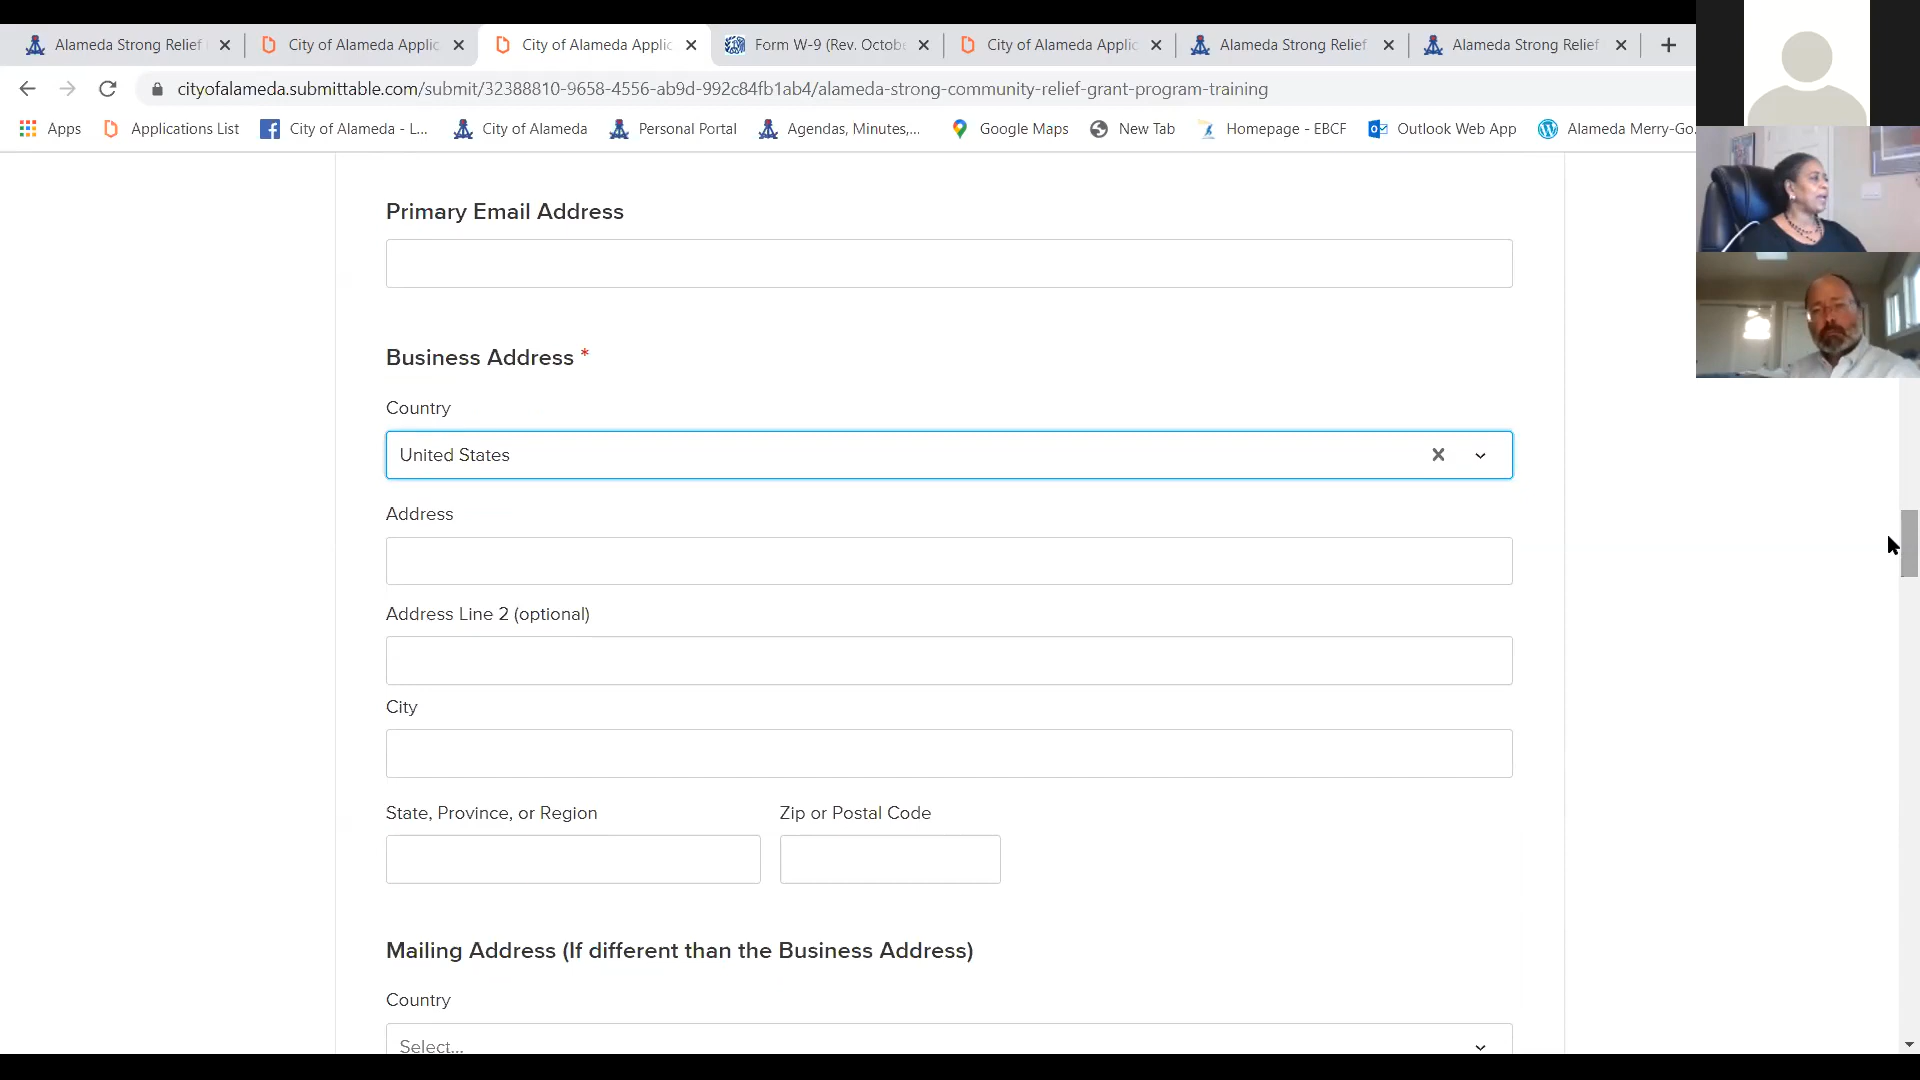 Alameda Strong Relief
City of Alameda Applic
City of Alameda Applic
Form W-9 (Rev. Octobe
City of Alameda Applic
Alameda Strong Relief
Alameda Strong Relief
cityofalameda.submittable.com/submit/32388810-9658-4556-ab9d-992c84fb1ab4/alameda-strong-community-relief-grant-program-training
Apps
Applications List
City of Alameda - L...
City of Alameda
Personal Portal
Agendas, Minutes,...
Google Maps
New Tab
Homepage - EBCF
Outlook Web App
Alameda Merry-Go.
Primary Email Address
Business Address *
Country
United States
Address
Address Line 2 (optional)
City
State, Province, or Region
Zip or Postal Code
Mailing Address (If different than the Business Address)
Country
Select...